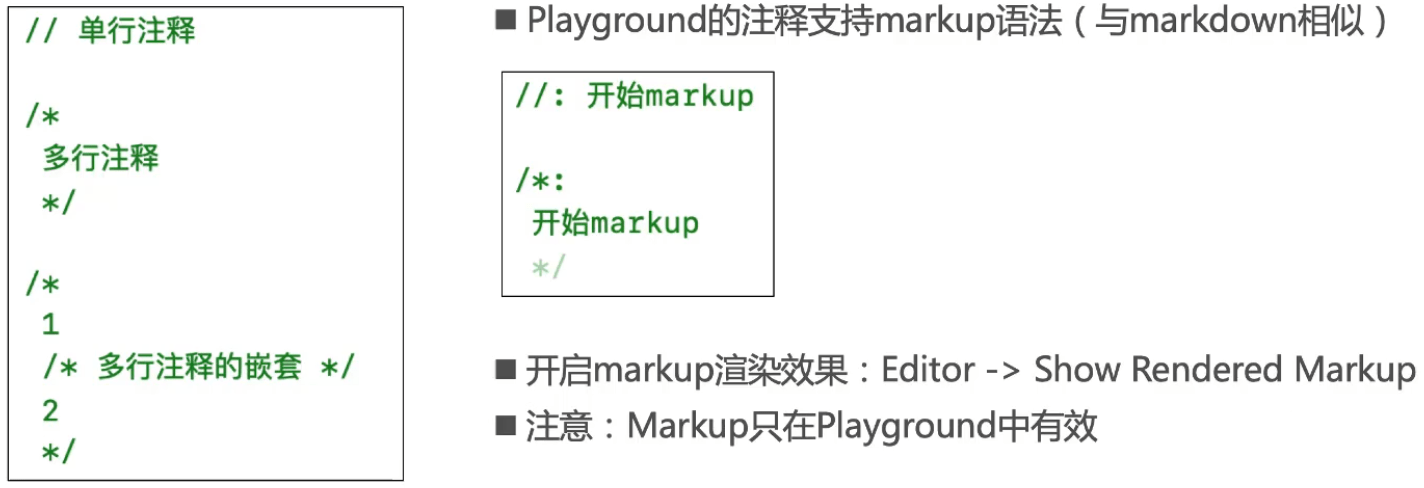 // 单行注释
/*
多行注释
*/
/*
1
/* 多行注释的嵌套 */
2
*/
■ Playground的注释支持markup语法（与markdown相似）
//: 开始markup
/*:
开始markup
*/
■ 开启markup渲染效果：Editor -> Show Rendered Markup
■ 注意：Markup只在Playground中有效